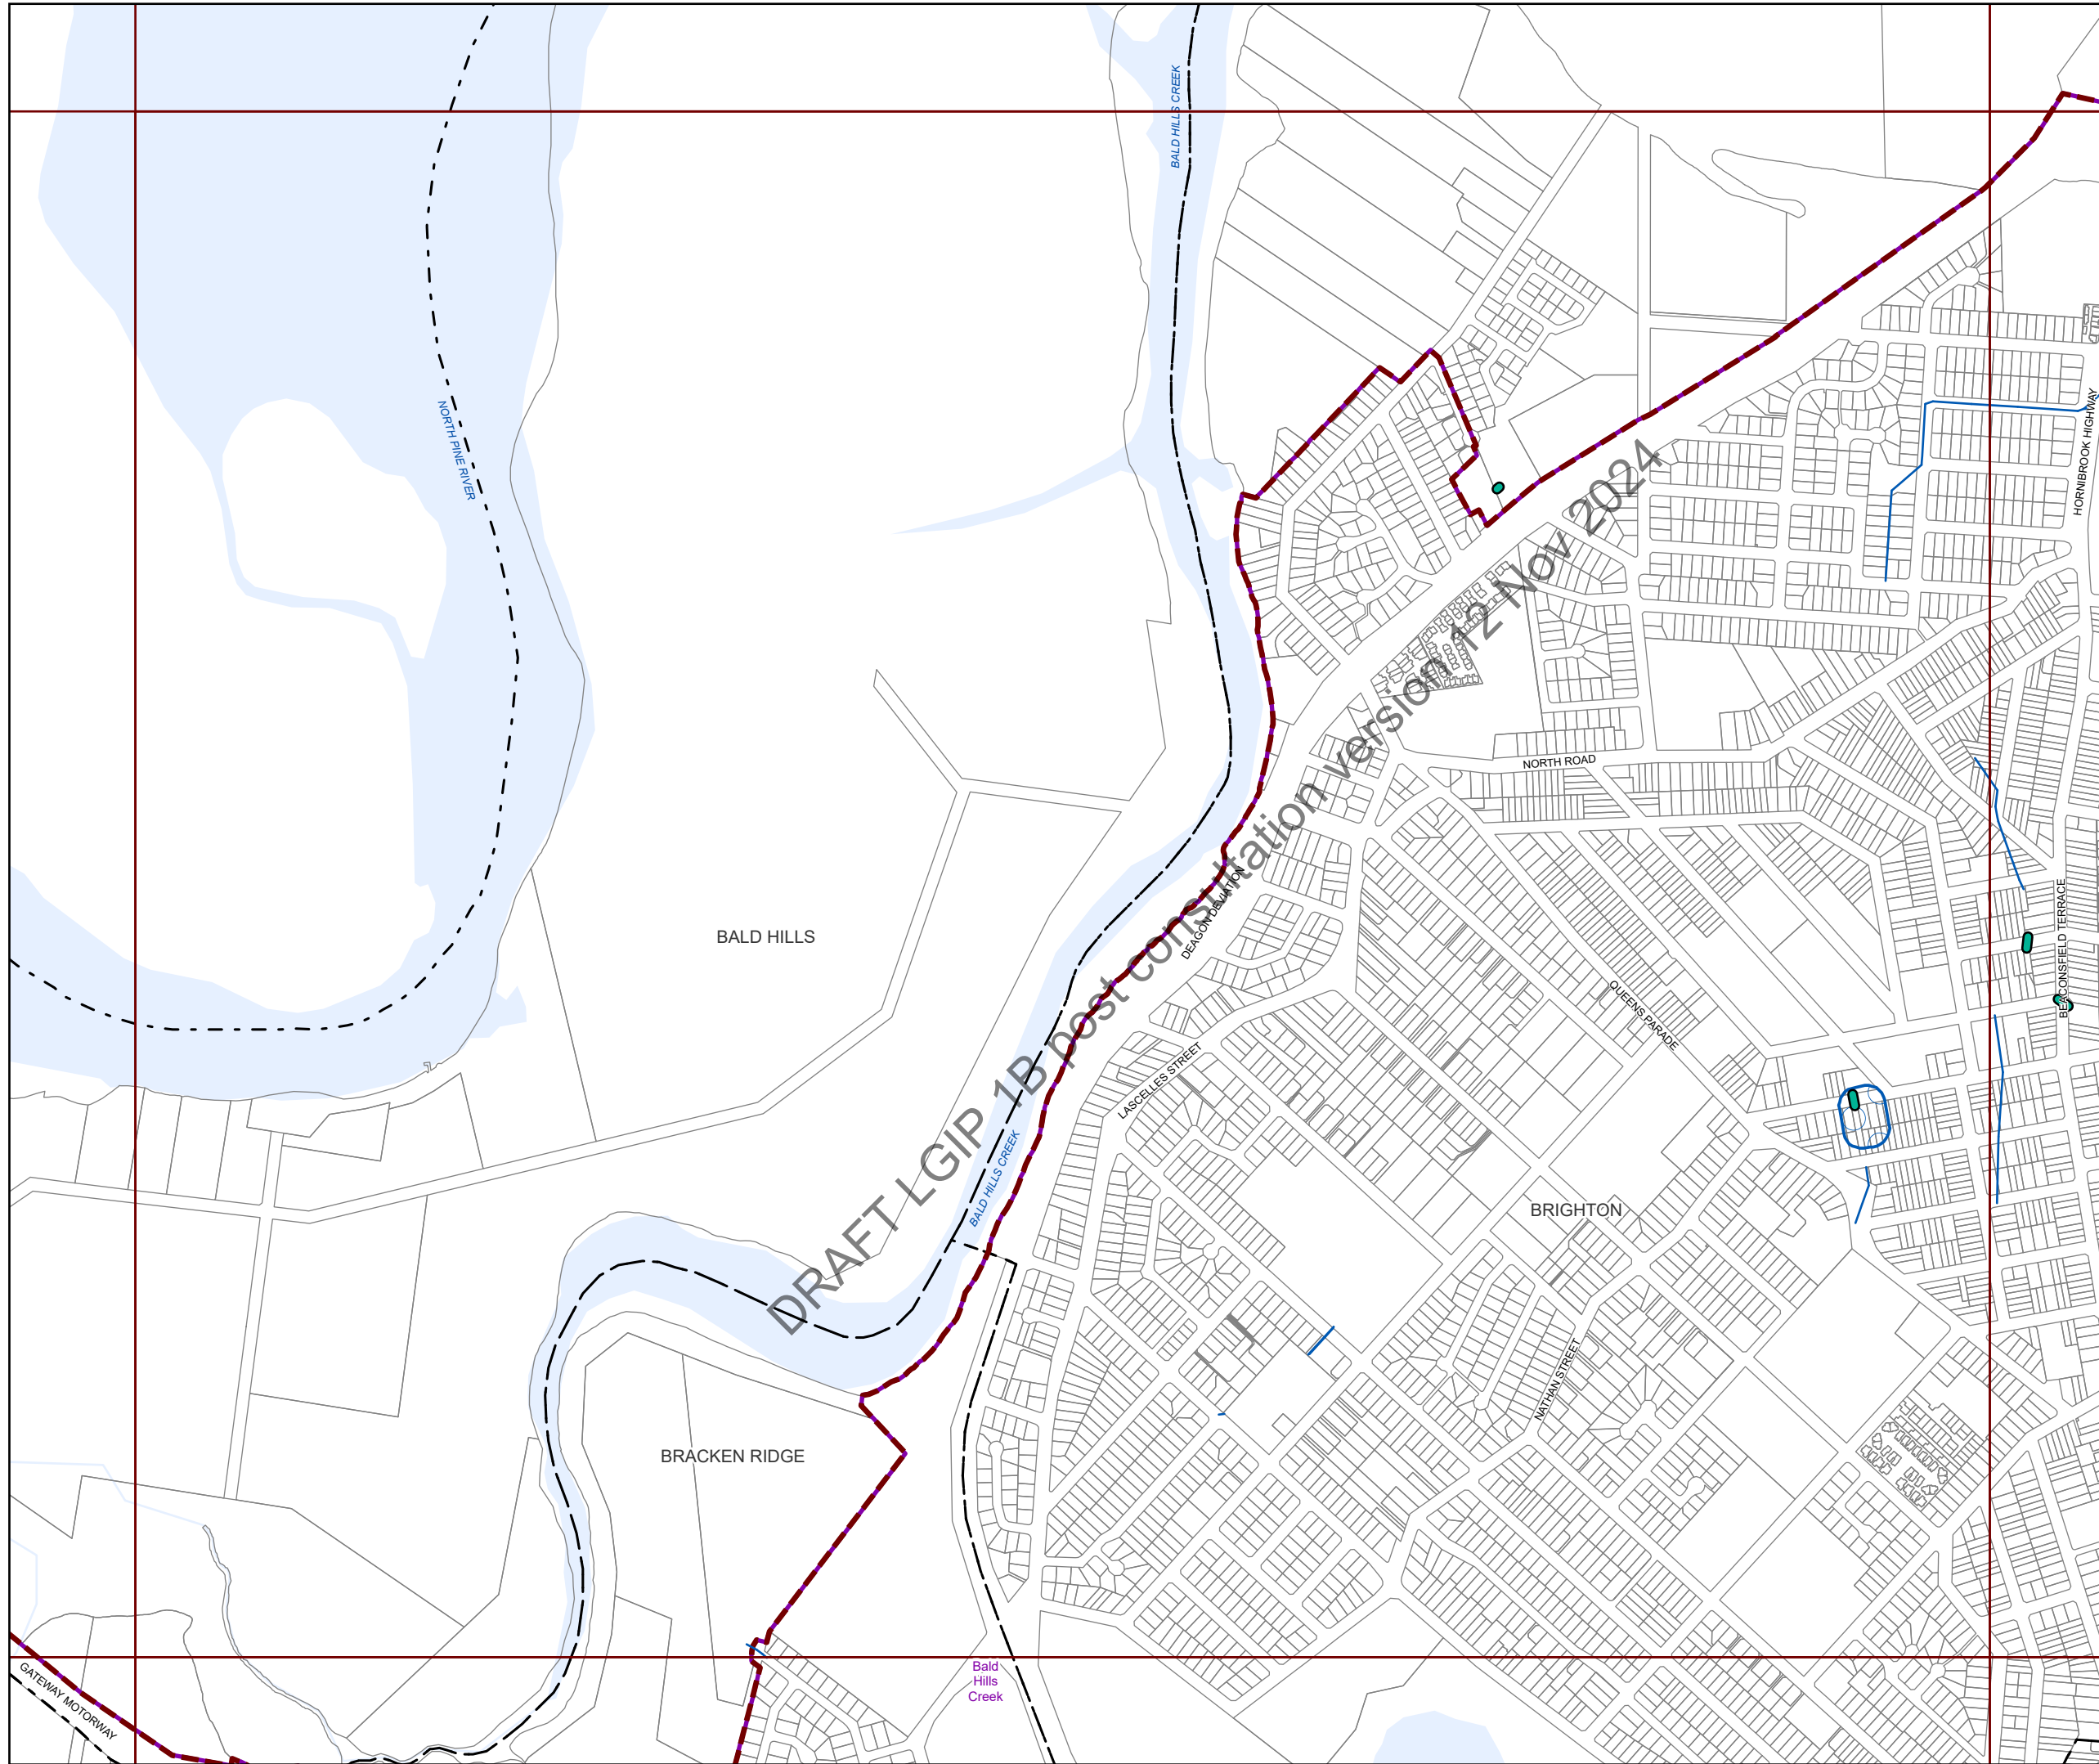 BALD HILLS CREEK
NORTH PINE RIVER
HORNIBROOK HIGHWAY
NORTH ROAD
DEAGON DEVIATION
BEACONSFIELD TERRACE
BALD HILLS
QUEENS PARADE
LASCELLES STREET
DRAFT LGIP 1B post consultation version 12 Nov 2024
BALD HILLS CREEK
BRIGHTON
NATHAN STREET
BRACKEN RIDGE
GATEWAY MOTORWAY
Bald
Hills
Creek